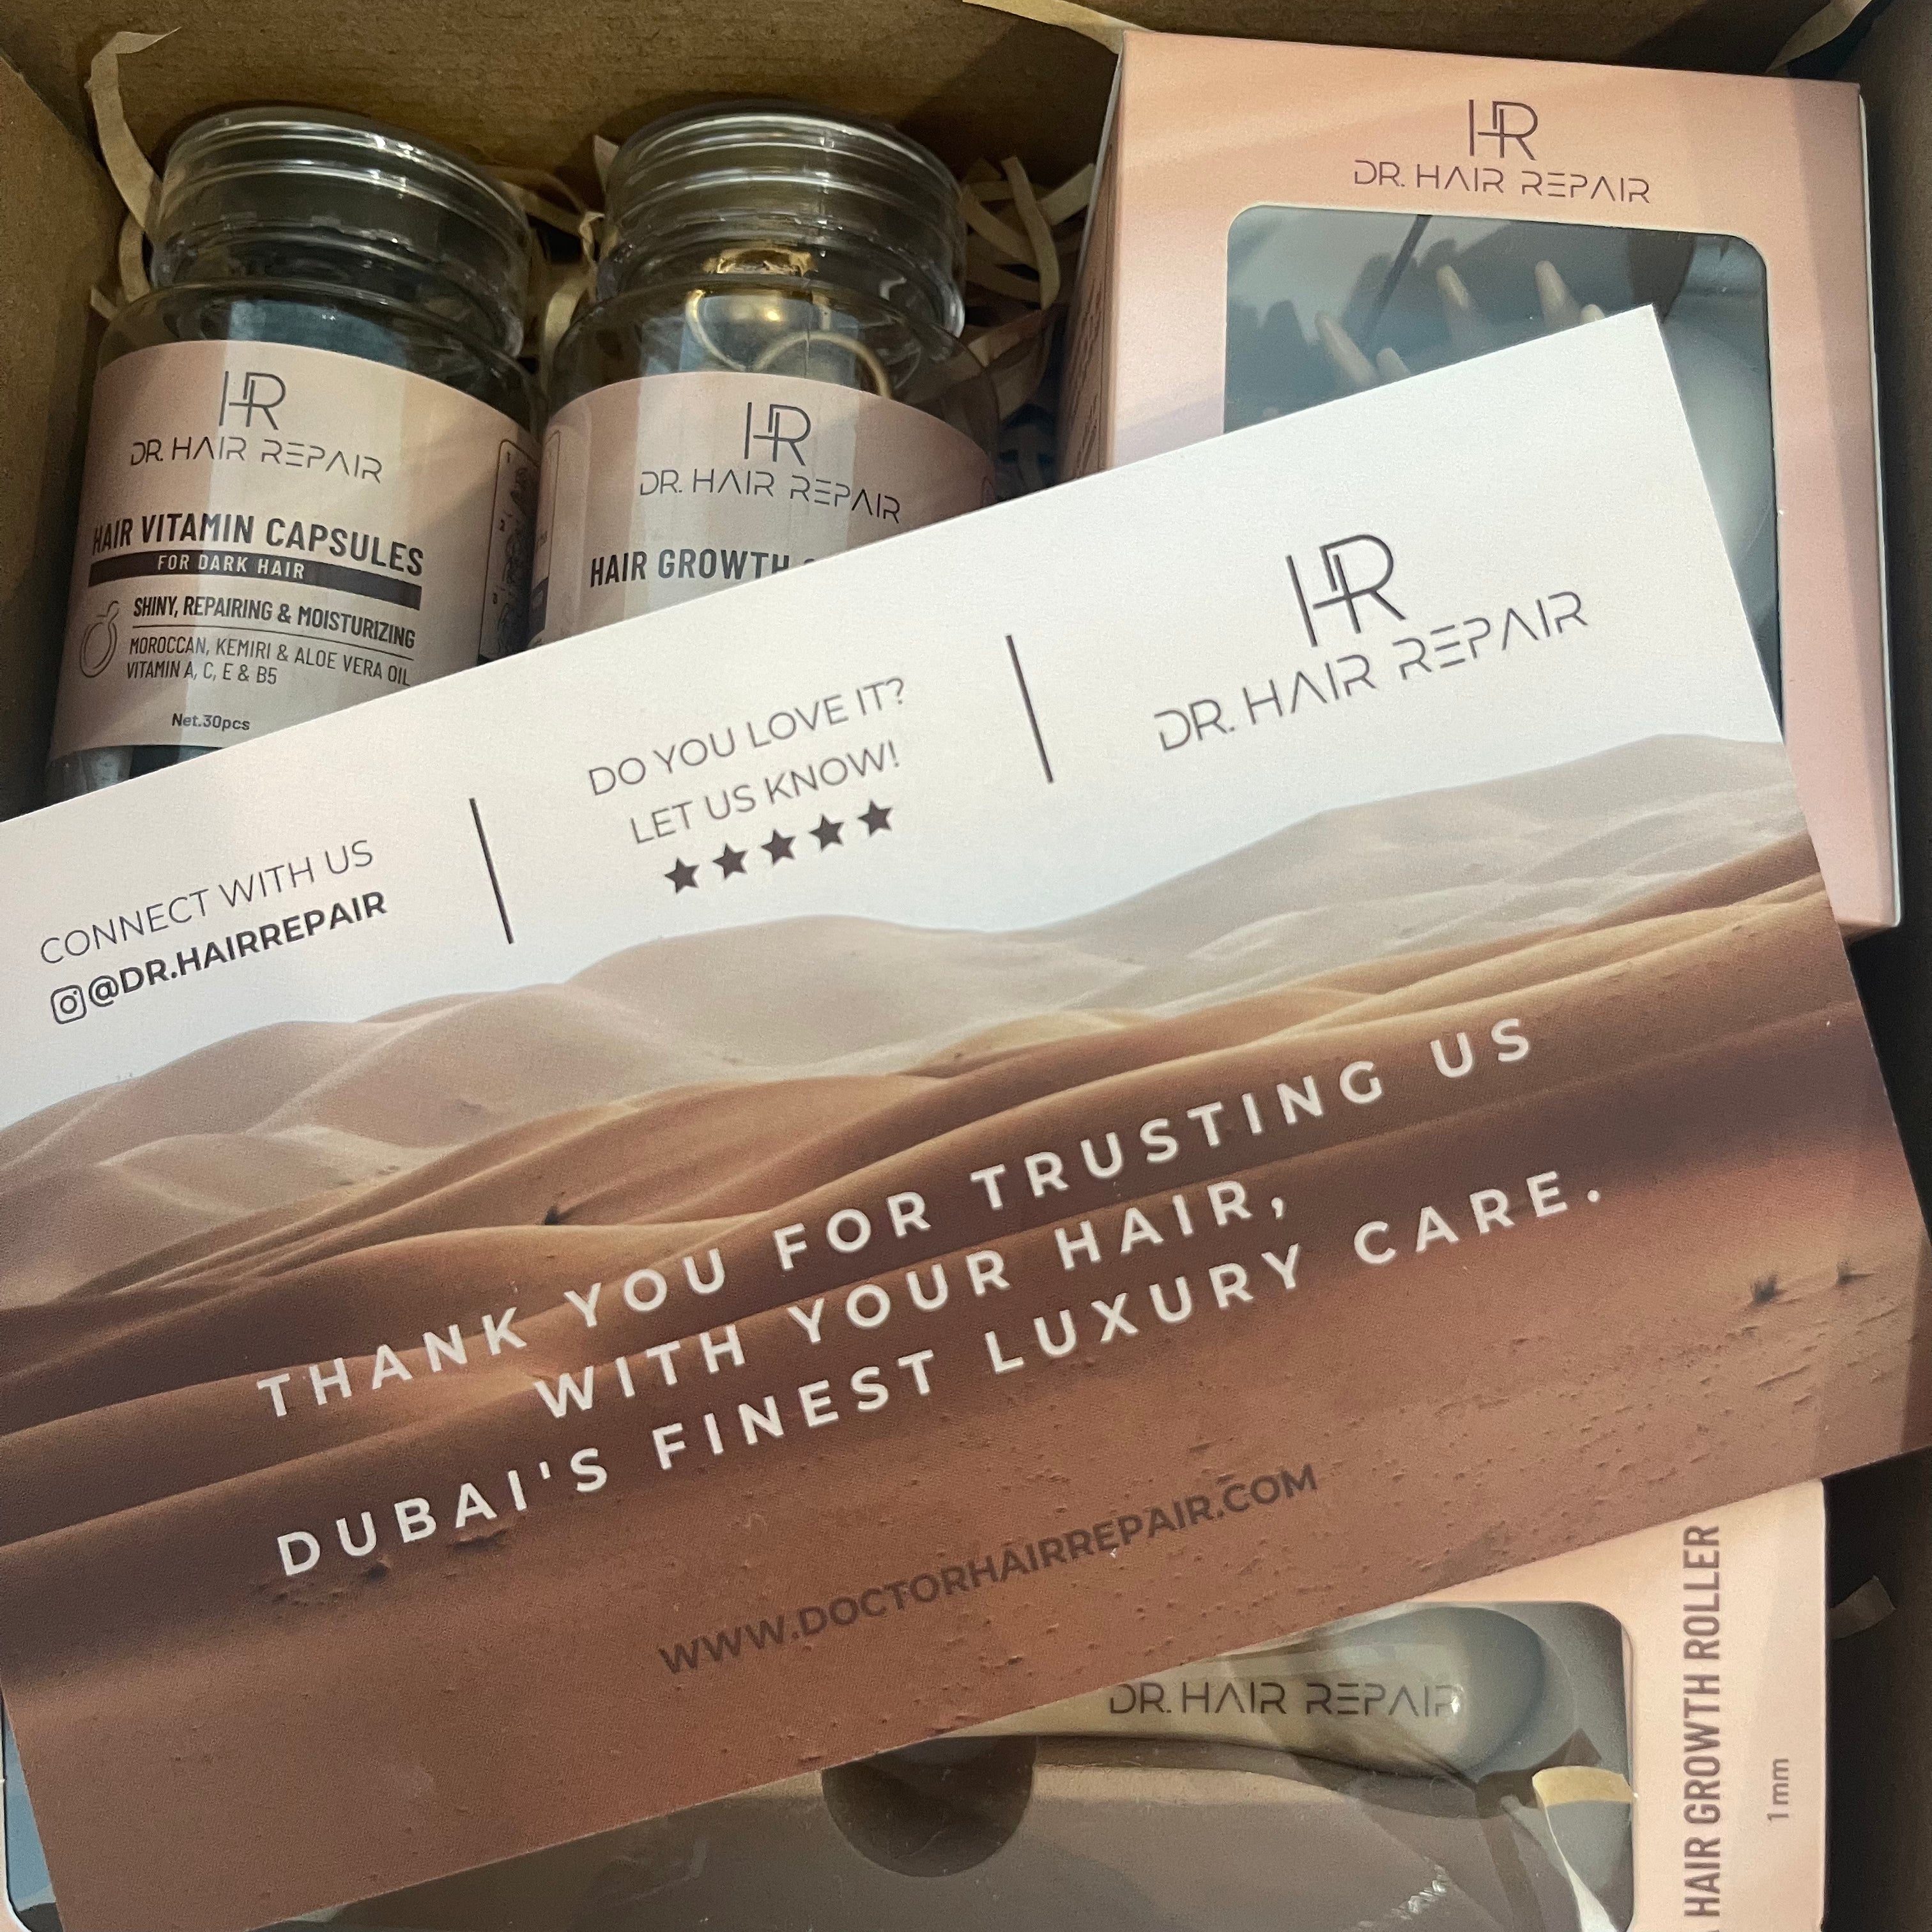 HR
DR. HAIR REPAIR
HAIR VITAMIN CAPSULES
FOR DARK HAIR
SHINY, REPAIRING & MOISTURIZING
MOROCCAN, KEMIRI & ALOE VERA OIL
VITAMIN A, C, E & B5
Net.30pcs
HR
DR. HAIR REPAIR
HAIR GROWTH
HR
DR. HAIR REPAIR
CONNECT WITH US
@DR.HAIRREPAIR
DO YOU LOVE IT?
LET US KNOW!
★★★★★
HR
DR. HAIR REPAIR
THANK YOU FOR TRUSTING US
WITH YOUR HAIR,
DUBAI'S FINEST LUXURY CARE.
WWW.DOCTORHAIRREPAIR.COM
DR. HAIR REPAIR
HAIR GROWTH ROLLER
1mm